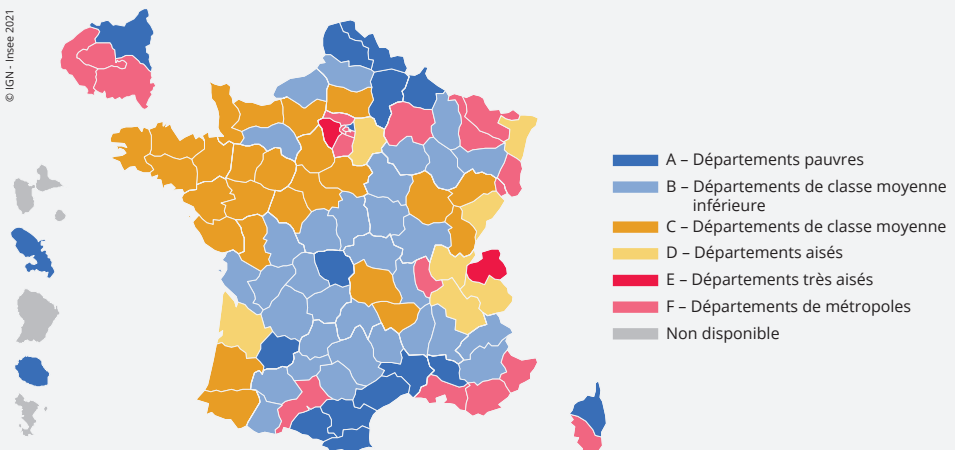 © IGN - Insee 2021
A – Départements pauvres
B – Départements de classe moyenne
inférieure
C – Départements de classe moyenne
D – Départements aisés
E – Départements très aisés
F – Départements de métropoles
Non disponible